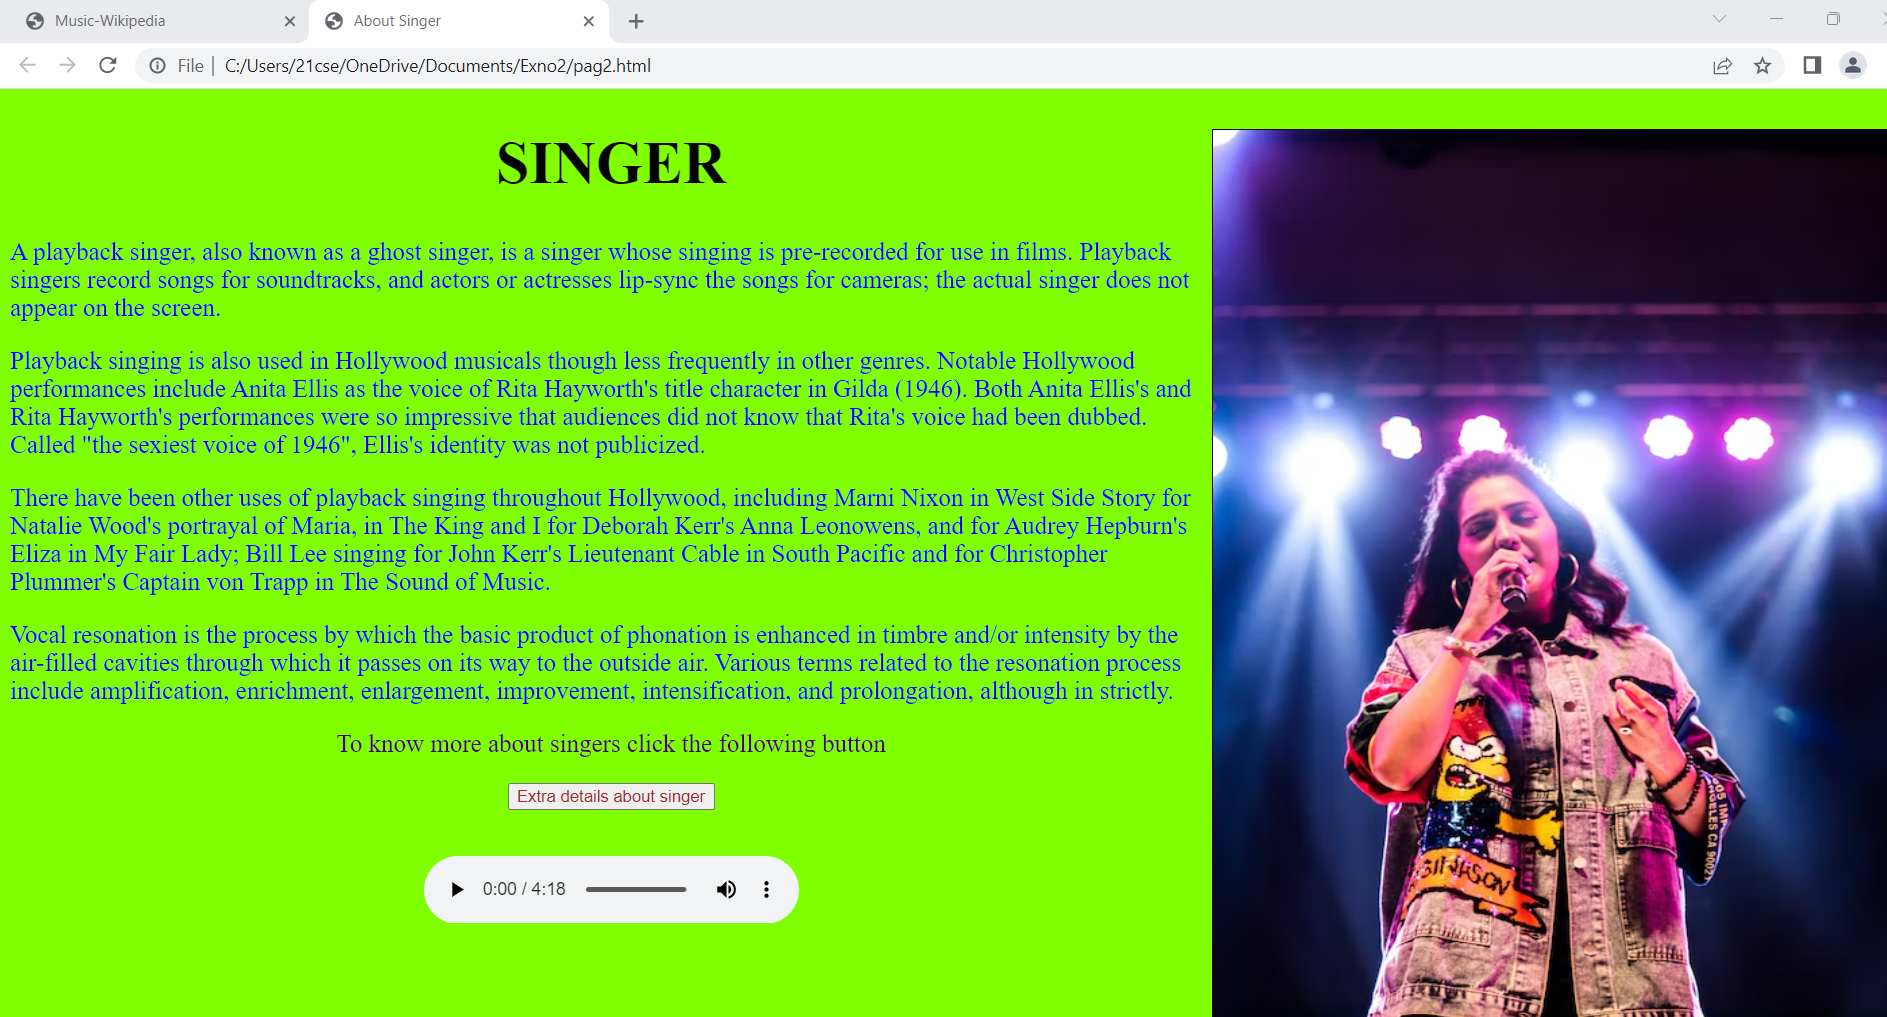 Music-Wikipedia
About Singer
File
C:/Users/21cse/OneDrive/Documents/Exno2/pag2.html
SINGER
A playback singer, also known as a ghost singer, is a singer whose singing is pre-recorded for use in films. Playback
singers record songs for soundtracks, and actors or actresses lip-sync the songs for cameras; the actual singer does not
appear on the screen.
Playback singing is also used in Hollywood musicals though less frequently in other genres. Notable Hollywood
performances include Anita Ellis as the voice of Rita Hayworth's title character in Gilda (1946). Both Anita Ellis's and
Rita Hayworth's performances were so impressive that audiences did not know that Rita's voice had been dubbed.
Called "the sexiest voice of 1946", Ellis's identity was not publicized.
There have been other uses of playback singing throughout Hollywood, including Marni Nixon in West Side Story for
Natalie Wood's portrayal of Maria, in The King and I for Deborah Kerr's Anna Leonowens, and for Audrey Hepburn's
Eliza in My Fair Lady; Bill Lee singing for John Kerr's Lieutenant Cable in South Pacific and for Christopher
Plummer's Captain von Trapp in The Sound of Music.
Vocal resonation is the process by which the basic product of phonation is enhanced in timbre and/or intensity by the
air-filled cavities through which it passes on its way to the outside air. Various terms related to the resonation process
include amplification, enrichment, enlargement, improvement, intensification, and prolongation, although in strictly.
To know more about singers click the following button
Extra details about singer
0:00 / 4:18